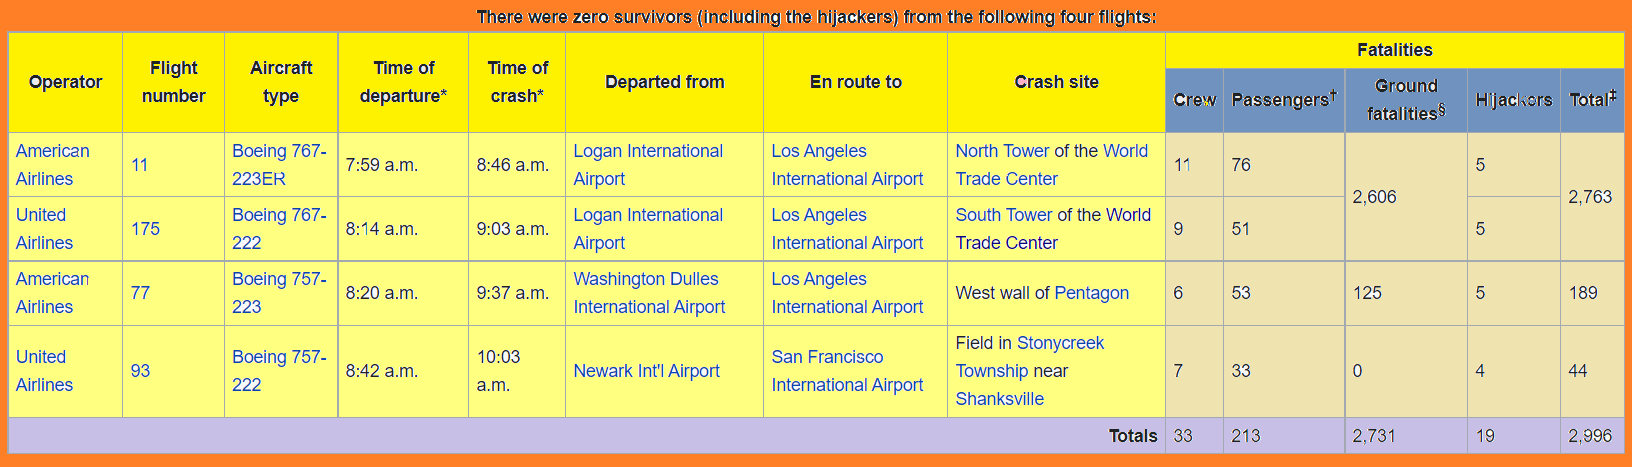 There were zero survivors (including the hijackers) from the following four flights:
Operator Flight number Aircraft type Time of departure* Time of crash* Departed from En route to Crash site Fatalities
Crew Passengers† Ground fatalities§ Hijackers Total‡
American Airlines 11 Boeing 767-223ER 7:59 a.m. 8:46 a.m. Logan International Airport Los Angeles International Airport North Tower of the World Trade Center 11 76 2,606 5 2,763
United Airlines 175 Boeing 767-222 8:14 a.m. 9:03 a.m. Logan International Airport Los Angeles International Airport South Tower of the World Trade Center 9 51 5
American Airlines 77 Boeing 757-223 8:20 a.m. 9:37 a.m. Washington Dulles International Airport Los Angeles International Airport West wall of Pentagon 6 53 125 5 189
United Airlines 93 Boeing 757-222 8:42 a.m. 10:03 a.m. Newark Int'l Airport San Francisco International Airport Field in Stonycreek Township near Shanksville 7 33 0 4 44
Totals 33 213 2,731 19 2,996